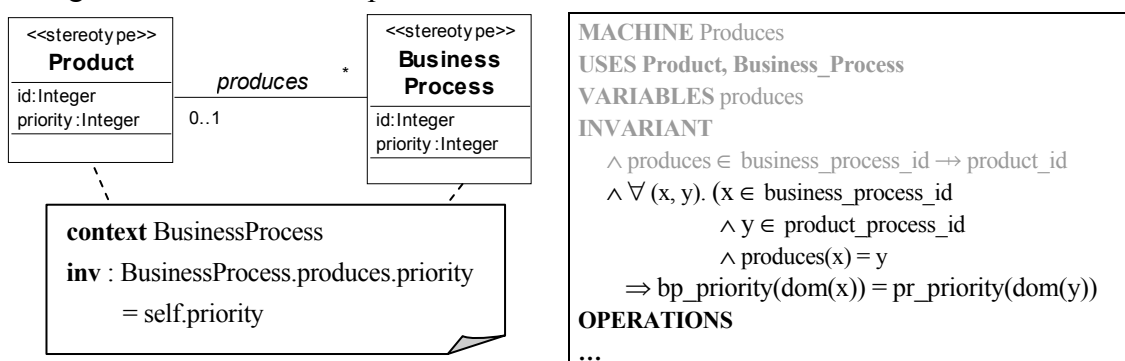 <<stereotype>>
Product
id:Integer
priority:Integer
produces
*
0..1
<<stereotype>>
Business
Process
id:Integer
priority:Integer
context BusinessProcess
inv : BusinessProcess.produces.priority
= self.priority
MACHINE Produces
USES Product, Business_Process
VARIABLES produces
INVARIANT
∧ produces ∈ business_process_id ⇸ product_id
∧ ∀ (x, y). (x ∈ business_process_id
∧ y ∈ product_process_id
∧ produces(x) = y
⇒ bp_priority(dom(x)) = pr_priority(dom(y))
OPERATIONS
…